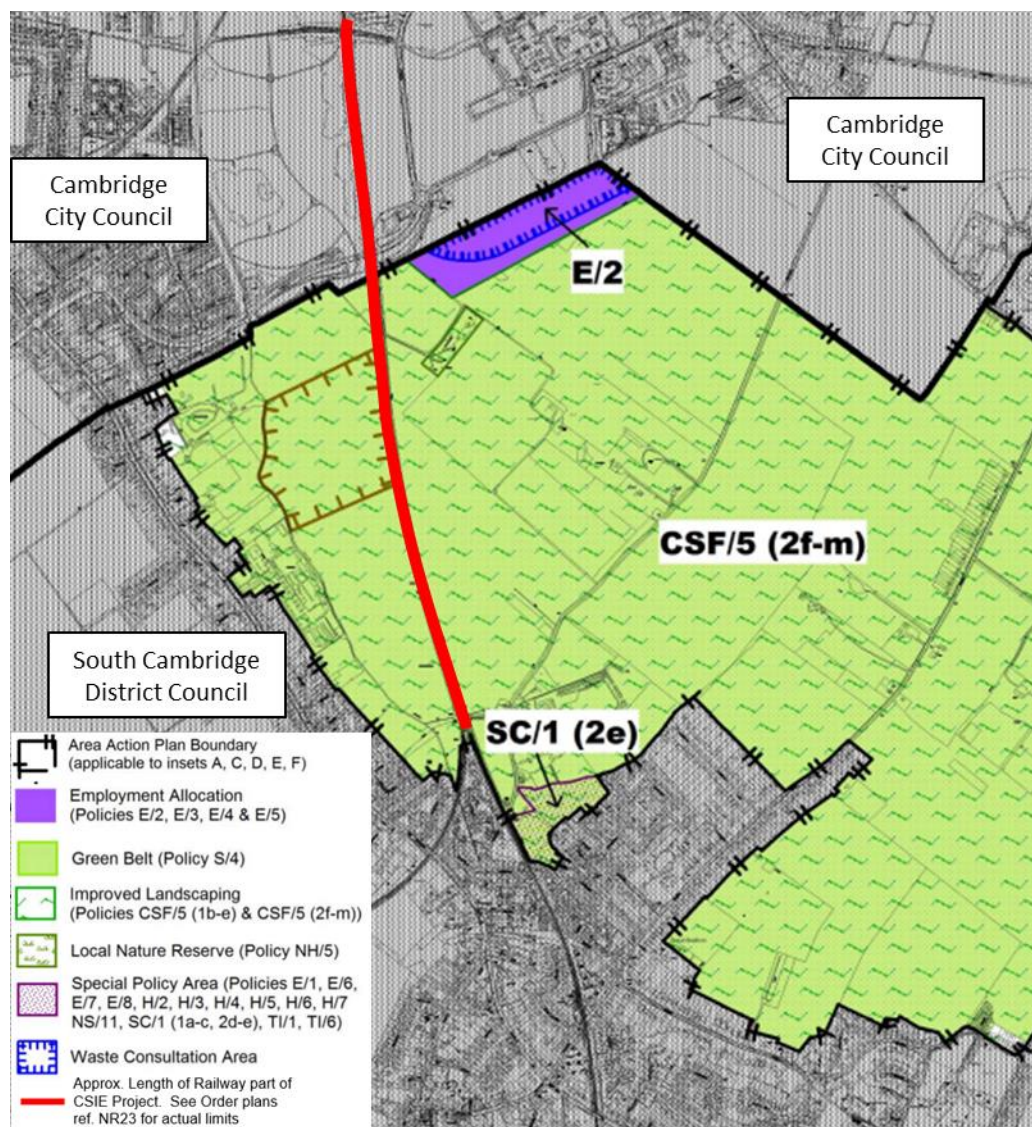 Cambridge
City Council
Cambridge
City Council
E/2
CSF/5 (2f-m)
South Cambridge
District Council
SC/1 (2e)
Area Action Plan Boundary
(applicable to insets A, C, D, E, F)
Employment Allocation
(Policies E/2, E/3, E/4 & E/5)
Green Belt (Policy S/4)
Improved Landscaping
(Policies CSF/5 (1b-e) & CSF/5 (2f-m))
Local Nature Reserve (Policy NH/5)
Special Policy Area (Policies E/1, E/6,
E/7, E/8, H/2, H/3, H/4, H/5, H/6, H/7
NS/11, SC/1 (1a-c, 2d-e), TI/1, TI/6)
Waste Consultation Area
Approx. Length of Railway part of
CSIE Project. See Order plans
ref. NR23 for actual limits